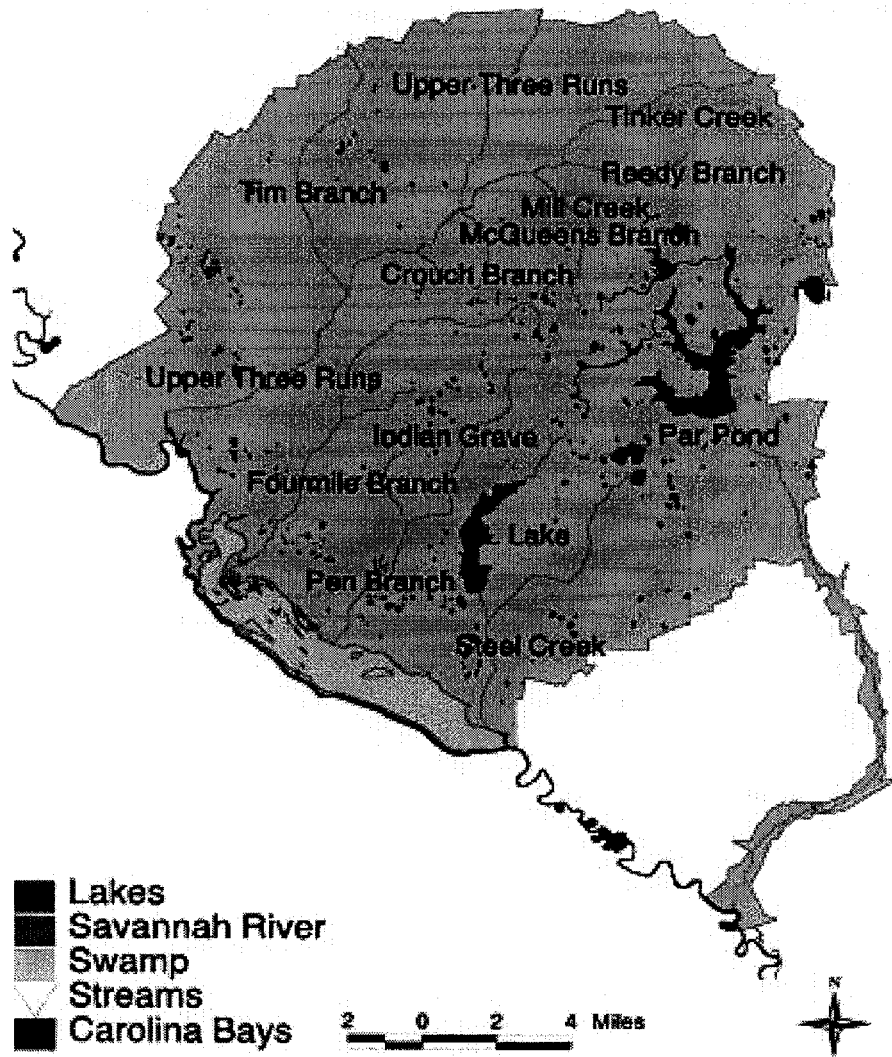 Upper Three Runs
Tinker Creek
Reedy Branch
Tim Branch
Mill Creek
McQueens Branch
Crouch Branch
Upper Three Runs
Indian Grave
Par Pond
Fourmile Branch
L Lake
Pen Branch
Steel Creek
Lakes
Savannah River
Swamp
Streams
Carolina Bays
2 0 2 4 Miles
N